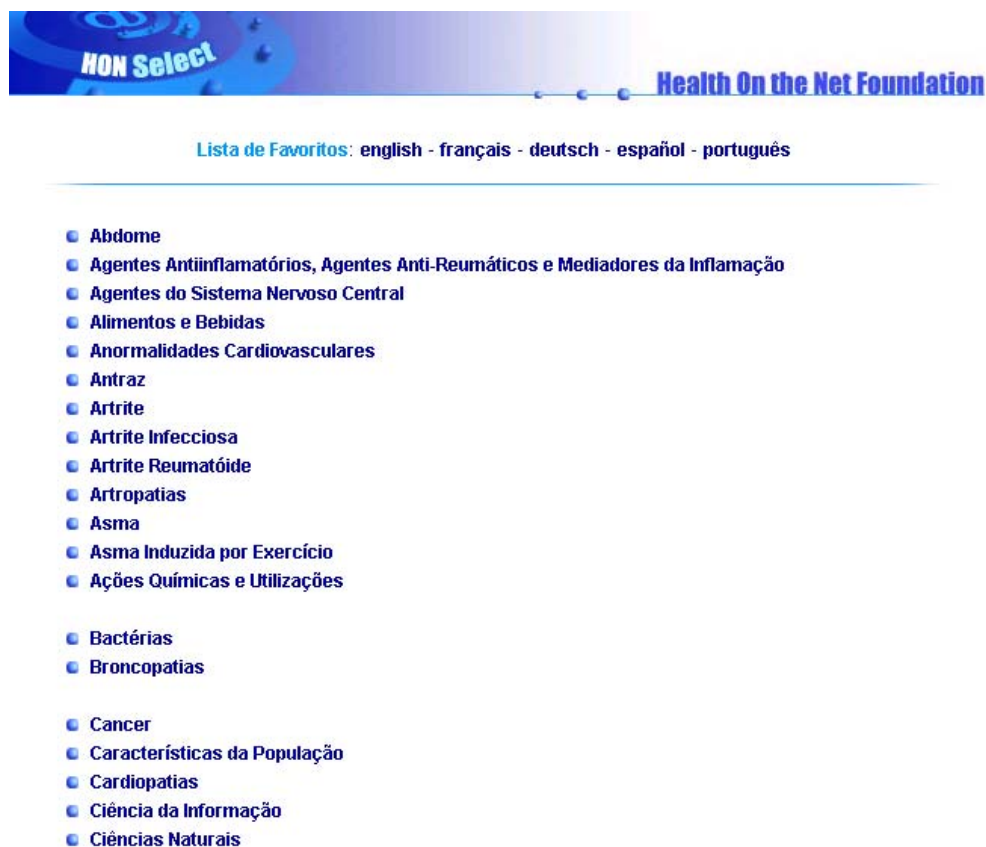 HON Select
Health On the Net Foundation
Lista de Favoritos: english - français - deutsch - español - português
Abdome
Agentes Antiinflamatórios, Agentes Anti-Reumáticos e Mediadores da Inflamação
Agentes do Sistema Nervoso Central
Alimentos e Bebidas
Anormalidades Cardiovasculares
Antraz
Artrite
Artrite Infecciosa
Artrite Reumatóide
Artropatias
Asma
Asma Induzida por Exercício
Ações Químicas e Utilizações
Bactérias
Broncopatias
Cancer
Características da População
Cardiopatias
Ciência da Informação
Ciências Naturais